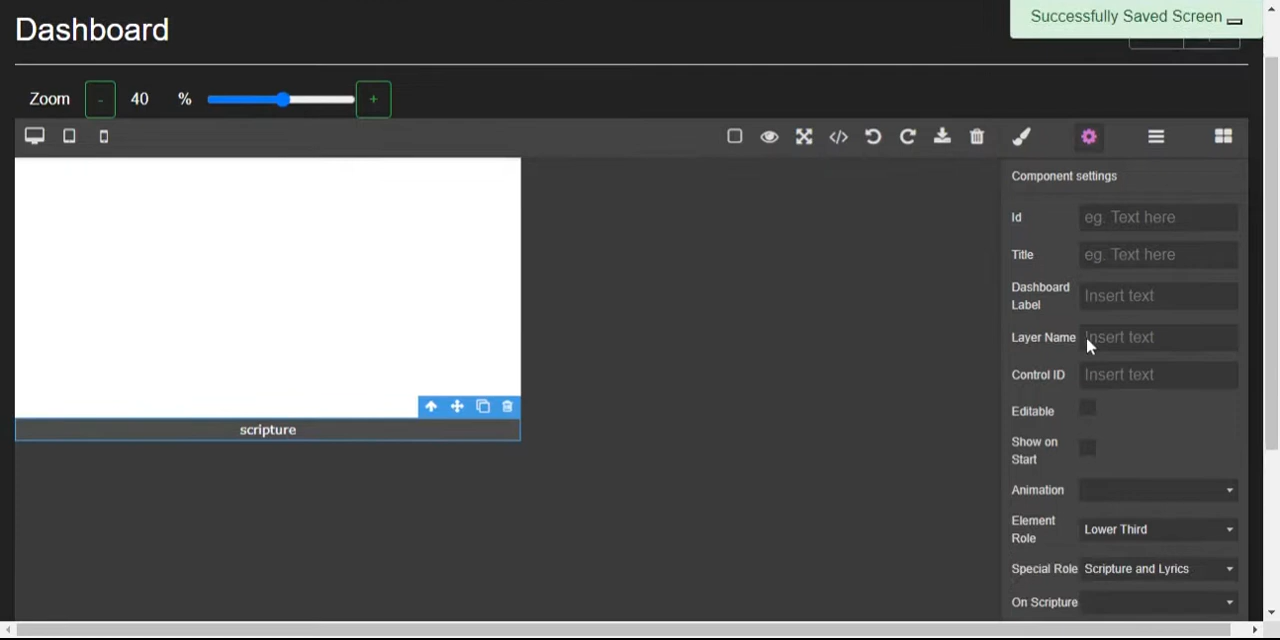 Successfully Saved Screen
Dashboard
Zoom - 40 % +
Component settings
Id eg. Text here
Title eg. Text here
Dashboard Label Insert text
Layer Name Insert text
Control ID Insert text
Editable
Show on Start
Animation
Element Role Lower Third
Special Role Scripture and Lyrics
On Scripture
scripture